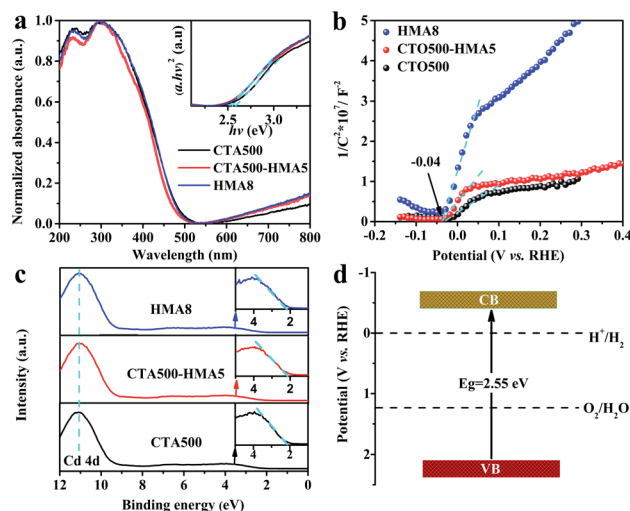 a
Normalized absorbance (a.u.)
1.0
0.8
0.6
0.4
0.2
0.0
200 300 400 500 600 700 800
Wavelength (nm)
(a.hν)² (a.u)
2.5 3.0
hν (eV)
CTA500
CTA500-HMA5
HMA8
b
1/C²*10⁷/ F⁻²
5
4
3
2
1
0
-0.2 -0.1 0.0 0.1 0.2 0.3 0.4
Potential (V vs. RHE)
HMA8
CTO500-HMA5
CTO500
-0.04
c
Intensity (a.u.)
HMA8
4 2
CTA500-HMA5
4 2
CTA500
4 2
Cd 4d
12 10 8 6 4 2 0
Binding energy (eV)
d
Potential (V vs. RHE)
-1
0
1
2
CB
H⁺/H₂
Eg=2.55 eV
O₂/H₂O
VB